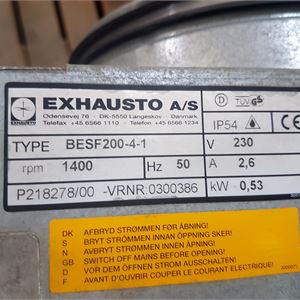 EXHAUSTO A/S
Odensevej 76 · DK-5550 Langeskov · Danmark
Telefax +45 6566 1110 · Telefon +45 6566 1234
D TÜV GS
IP54
TYPE BESF200-4-1 V 230
rpm 1400 Hz 50 A 2,6
P218278/00 -VRNR:0300386 kW 0,53
DK AFBRYD STRØMMEN FØR ÅBNING!
S BRYT STRÖMMEN INNAN ÖPPNING SKER!
N AVBRYD STRØMMEN INNEN ÅPNING!
GB SWITCH OFF MAINS BEFORE OPENING
D VOR DEM ÖFFNEN STROM AUSSCHALTEN!
F AVANT D'OUVRIR COUPER LE COURANT ELECTRIQUE!